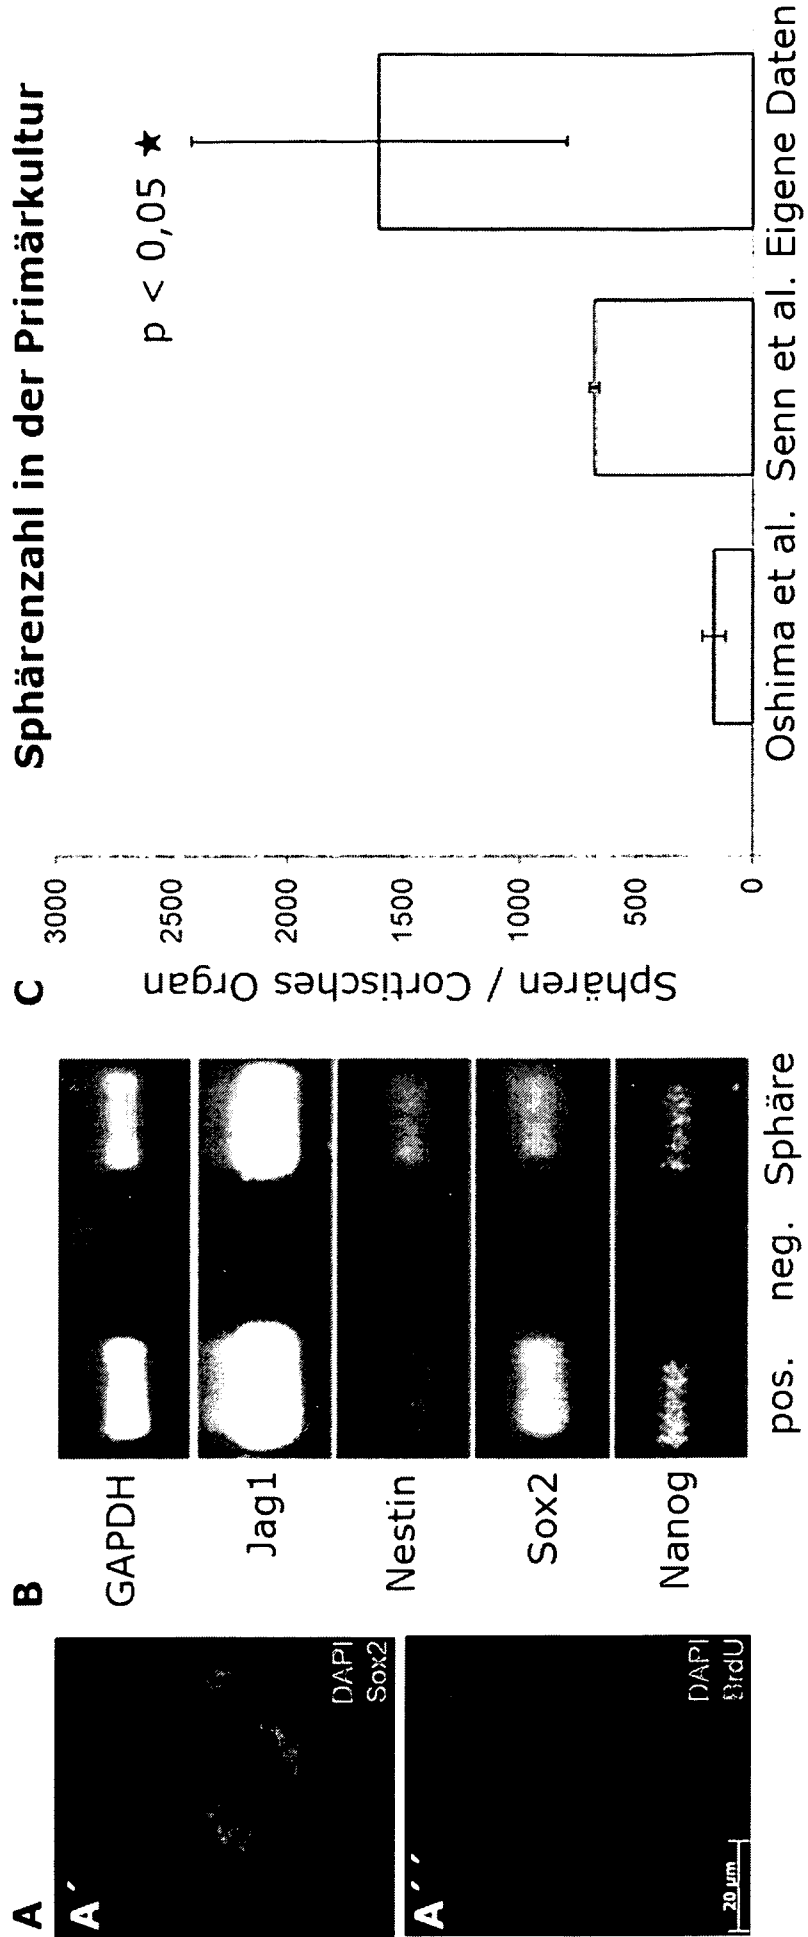 A
A´
DAPI
Sox2
A´´
DAPI
BrdU
20 µm
B
GAPDH
Jag1
Nestin
Sox2
Nanog
pos. neg. Sphäre
C
Sphärenzahl in der Primärkultur
p < 0,05 ★
Sphären / Cortisches Organ
3000
2500
2000
1500
1000
500
0
Oshima et al. Senn et al. Eigene Daten